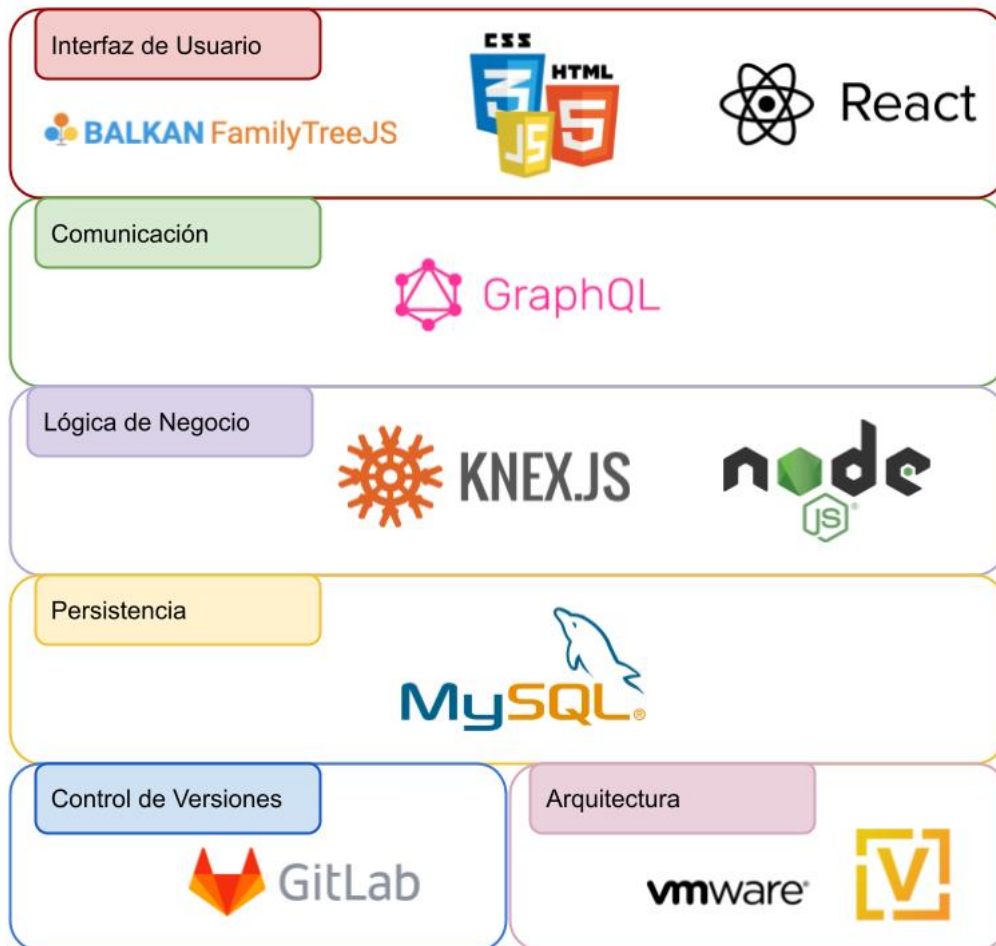 Interfaz de Usuario
BALKAN FamilyTreeJS
CSS
3
HTML
5
JS
React
Comunicación
GraphQL
Lógica de Negocio
KNEX.JS
node
JS®
Persistencia
MySQL®
Control de Versiones
GitLab
Arquitectura
vmware®
V